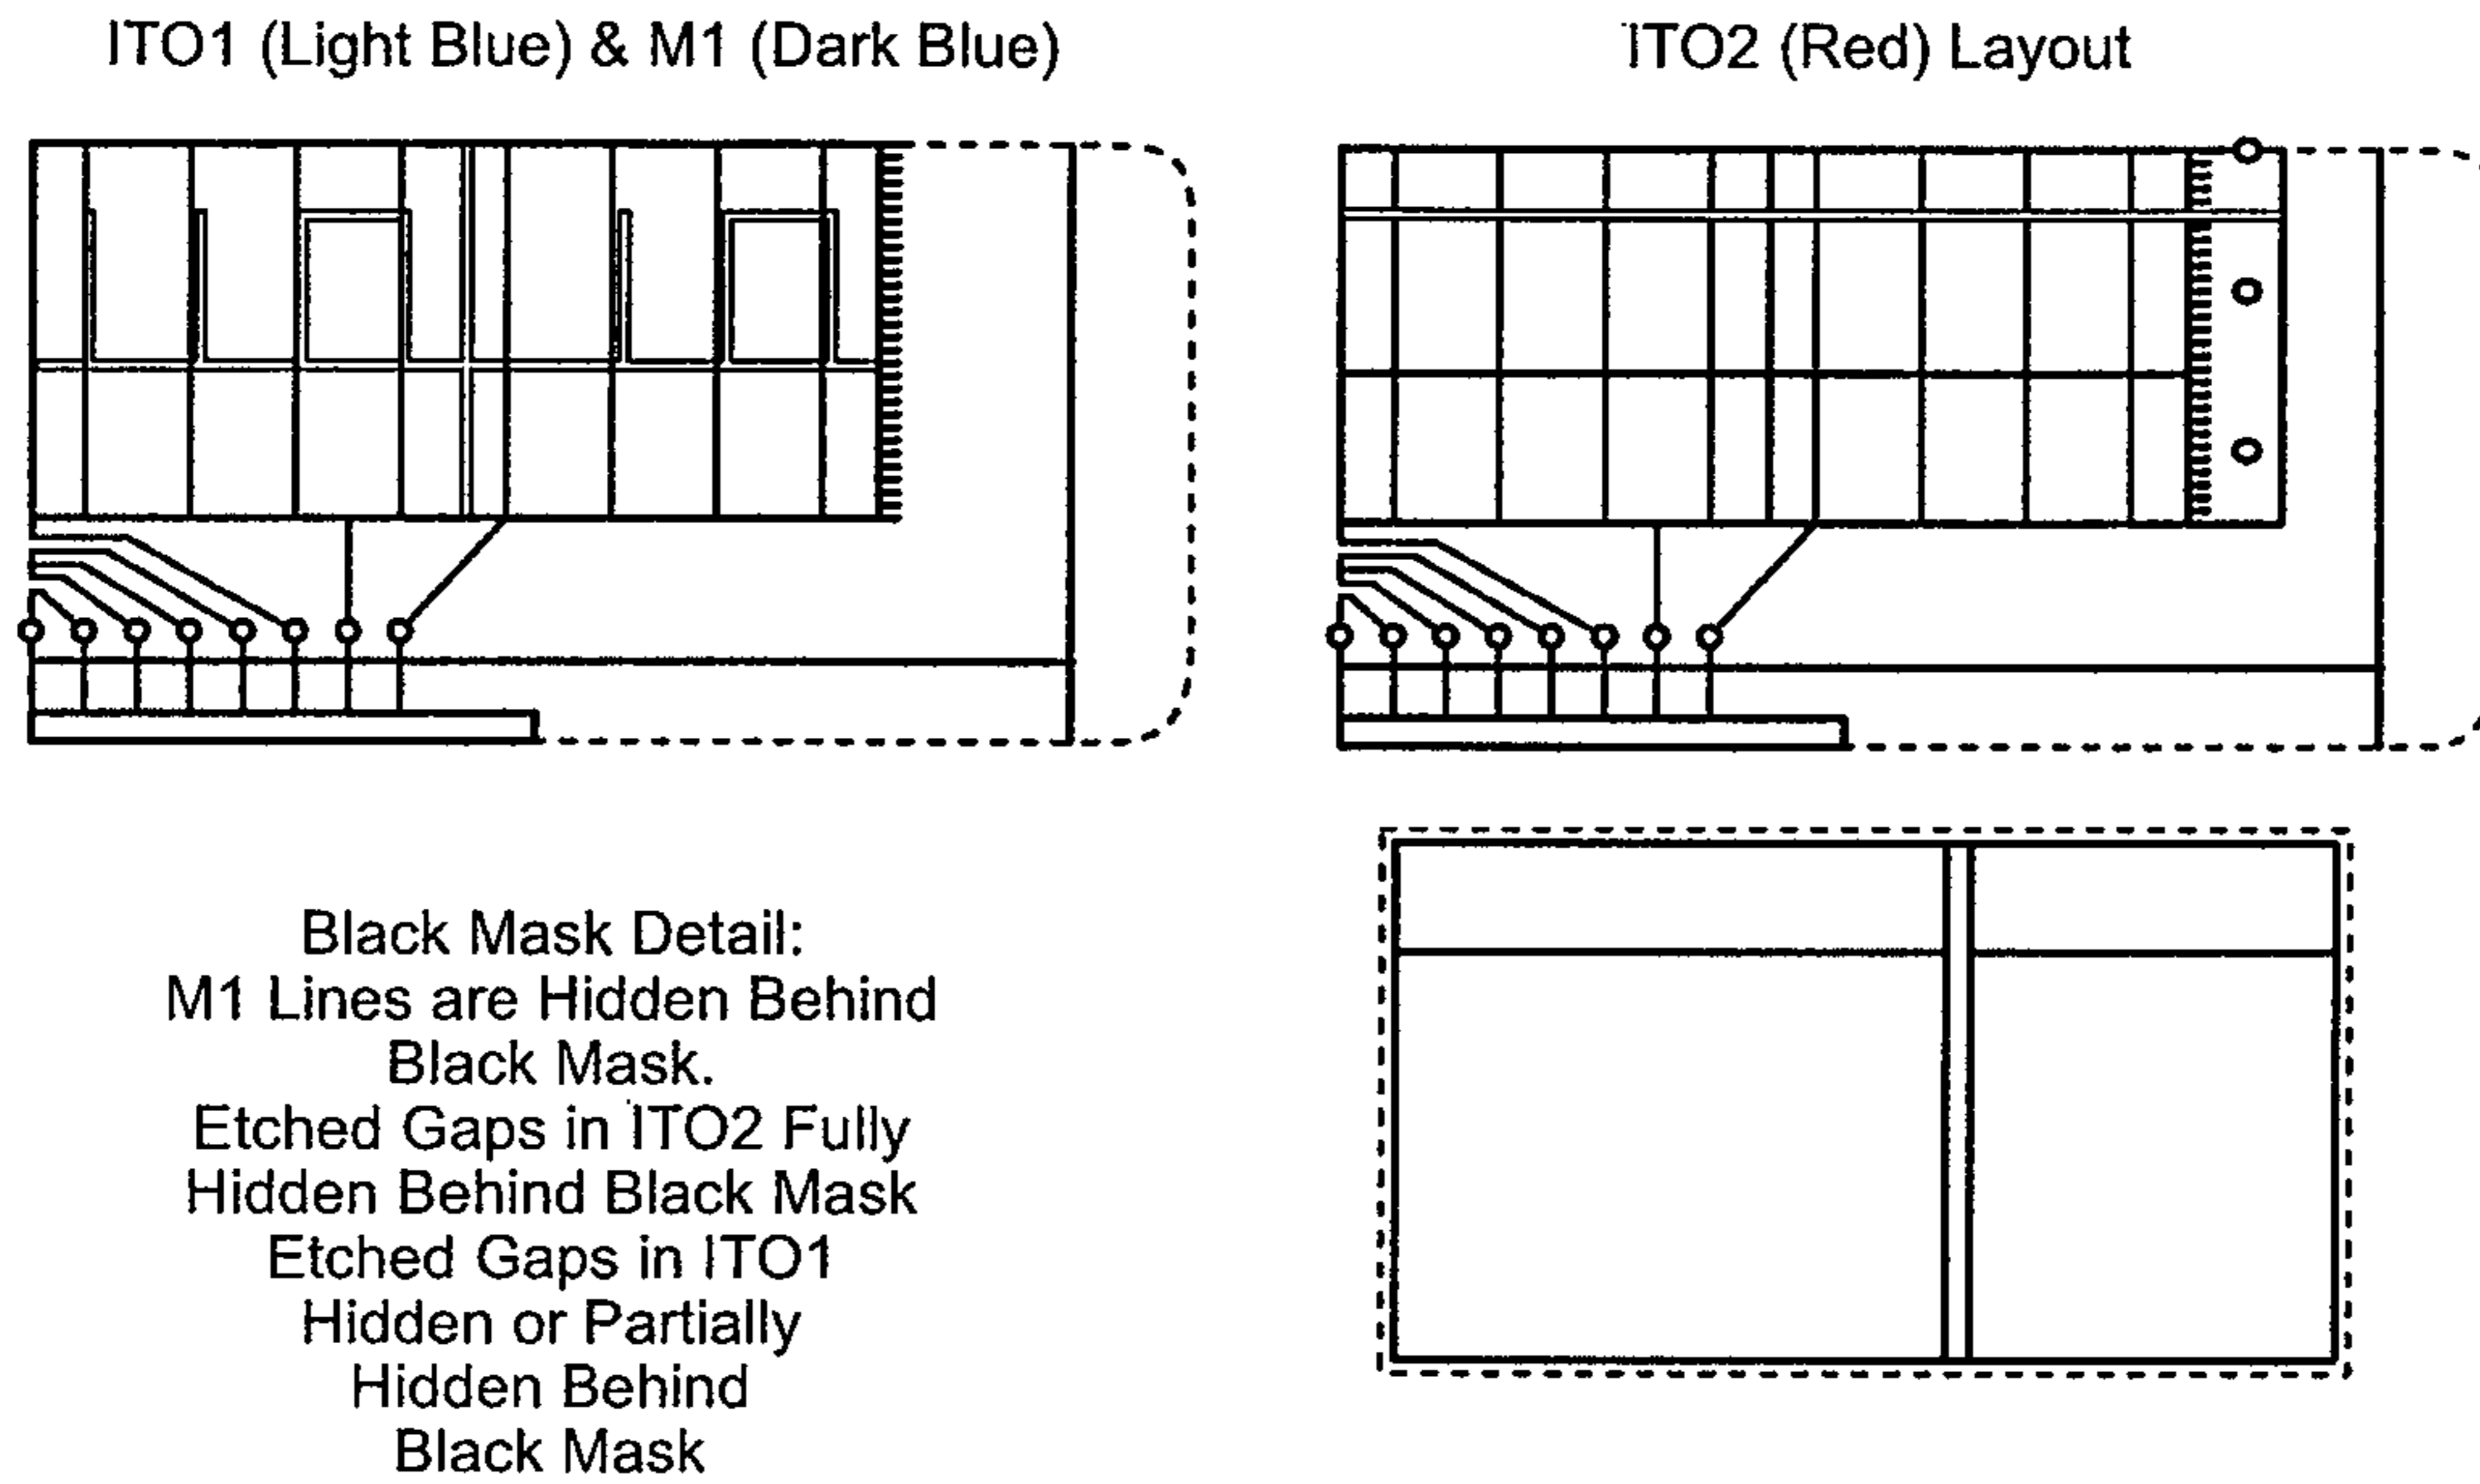 ITO1 (Light Blue) & M1 (Dark Blue)
ITO2 (Red) Layout
Black Mask Detail:
M1 Lines are Hidden Behind
Black Mask.
Etched Gaps in ITO2 Fully
Hidden Behind Black Mask
Etched Gaps in ITO1
Hidden or Partially
Hidden Behind
Black Mask